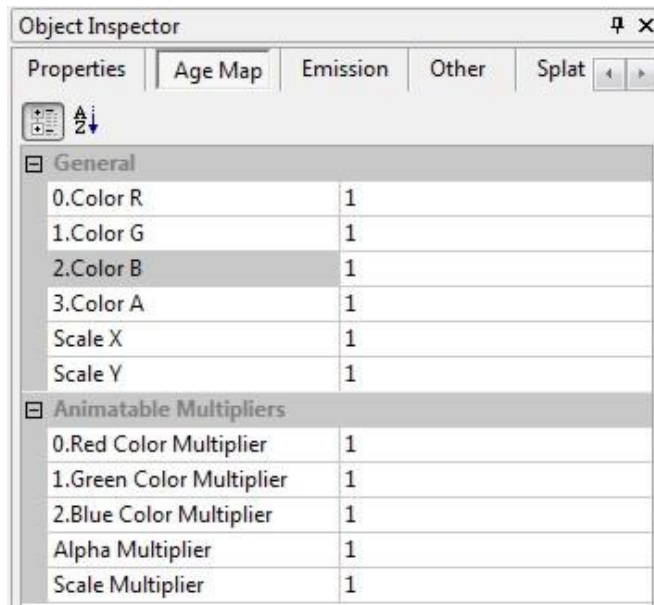 Object Inspector
Properties Age Map Emission Other Splat
General
0.Color R 1
1.Color G 1
2.Color B 1
3.Color A 1
Scale X 1
Scale Y 1
Animatable Multipliers
0.Red Color Multiplier 1
1.Green Color Multiplier 1
2.Blue Color Multiplier 1
Alpha Multiplier 1
Scale Multiplier 1